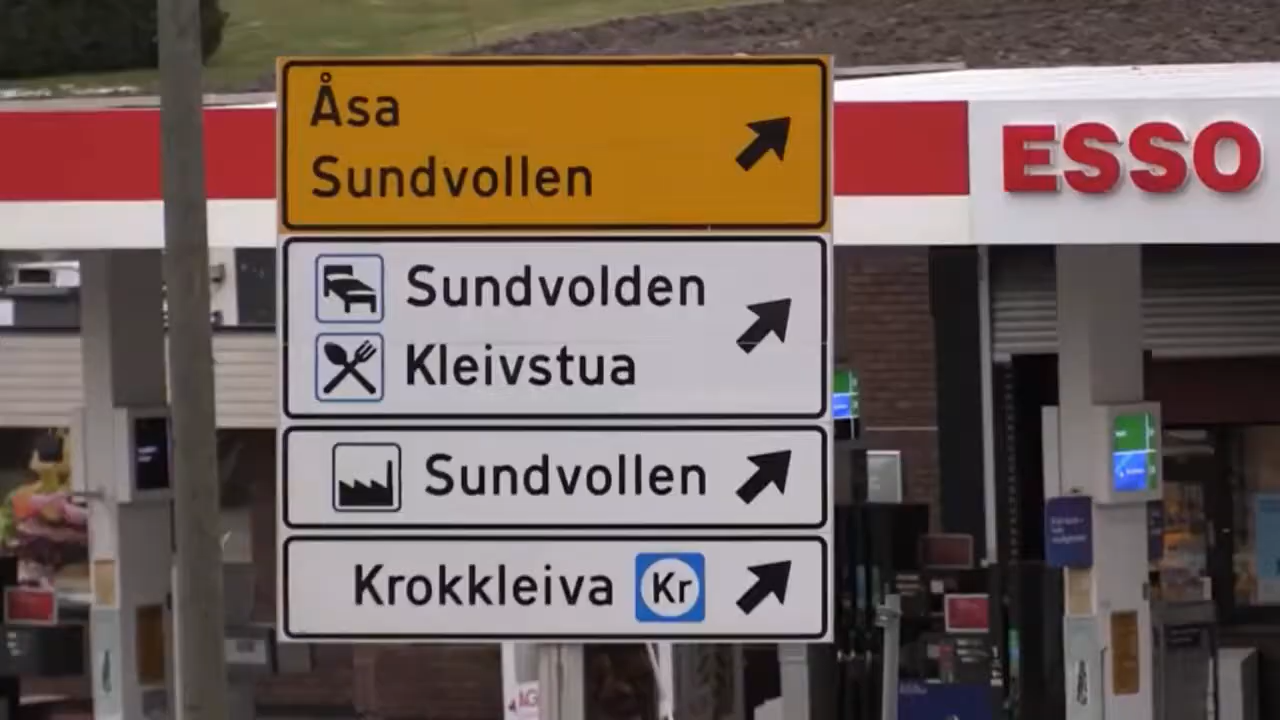 Åsa
Sundvollen
ESSO
Sundvolden
Kleivstua
Sundvollen
Krokkleiva Kr